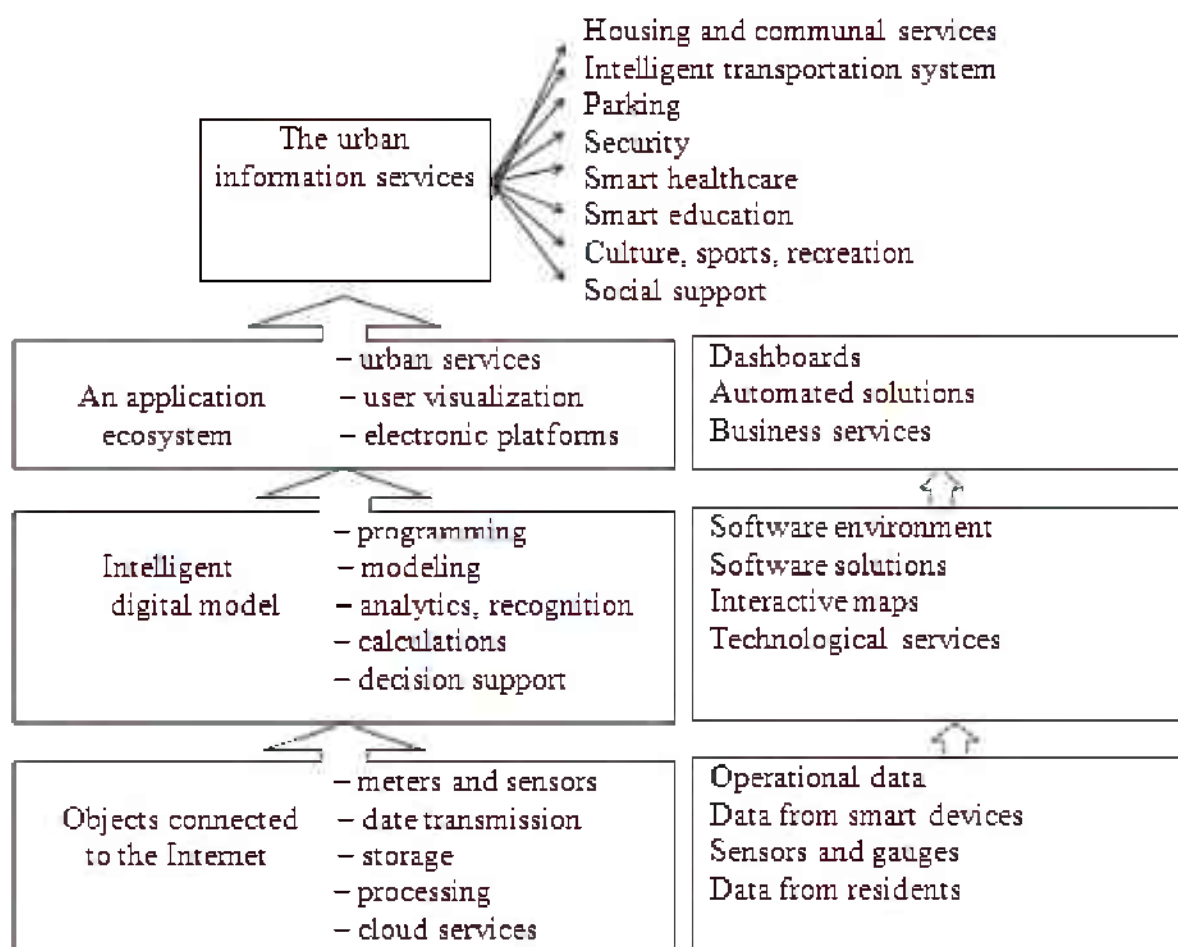 Housing and communal services
Intelligent transportation system
Parking
Security
Smart healthcare
Smart education
Culture, sports, recreation
Social support
The urban
information services
An application
ecosystem
– urban services
– user visualization
– electronic platforms
Dashboards
Automated solutions
Business services
Intelligent
digital model
– programming
– modeling
– analytics, recognition
– calculations
– decision support
Software environment
Software solutions
Interactive maps
Technological services
Objects connected
to the Internet
– meters and sensors
– date transmission
– storage
– processing
– cloud services
Operational data
Data from smart devices
Sensors and gauges
Data from residents